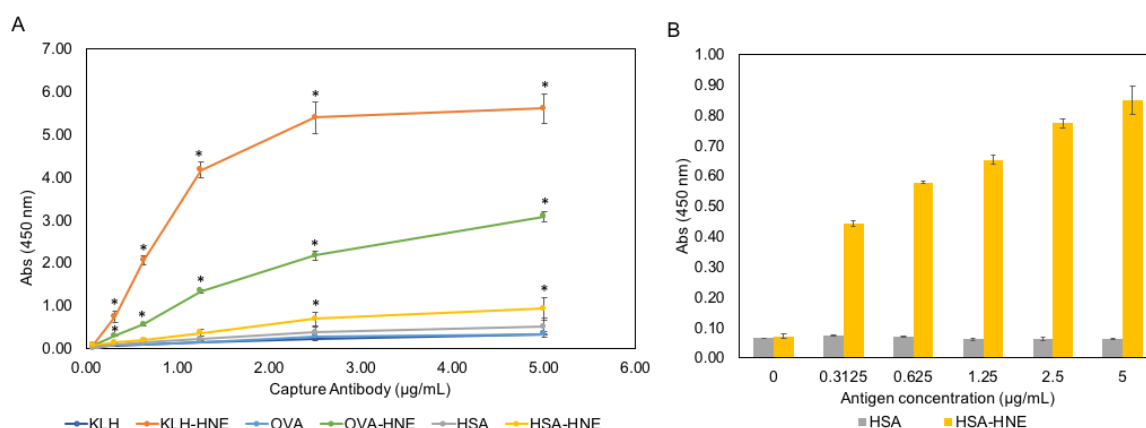 A
7.00
6.00
5.00
4.00
3.00
2.00
1.00
0.00
Abs (450 nm)
* * * * * * * * * * * *
0.00 1.00 2.00 3.00 4.00 5.00 6.00
Capture Antibody (µg/mL)
KLH KLH-HNE OVA OVA-HNE HSA HSA-HNE
B
1.00
0.90
0.80
0.70
0.60
0.50
0.40
0.30
0.20
0.10
0.00
Abs (450 nm)
0 0.3125 0.625 1.25 2.5 5
Antigen concentration (µg/mL)
HSA HSA-HNE